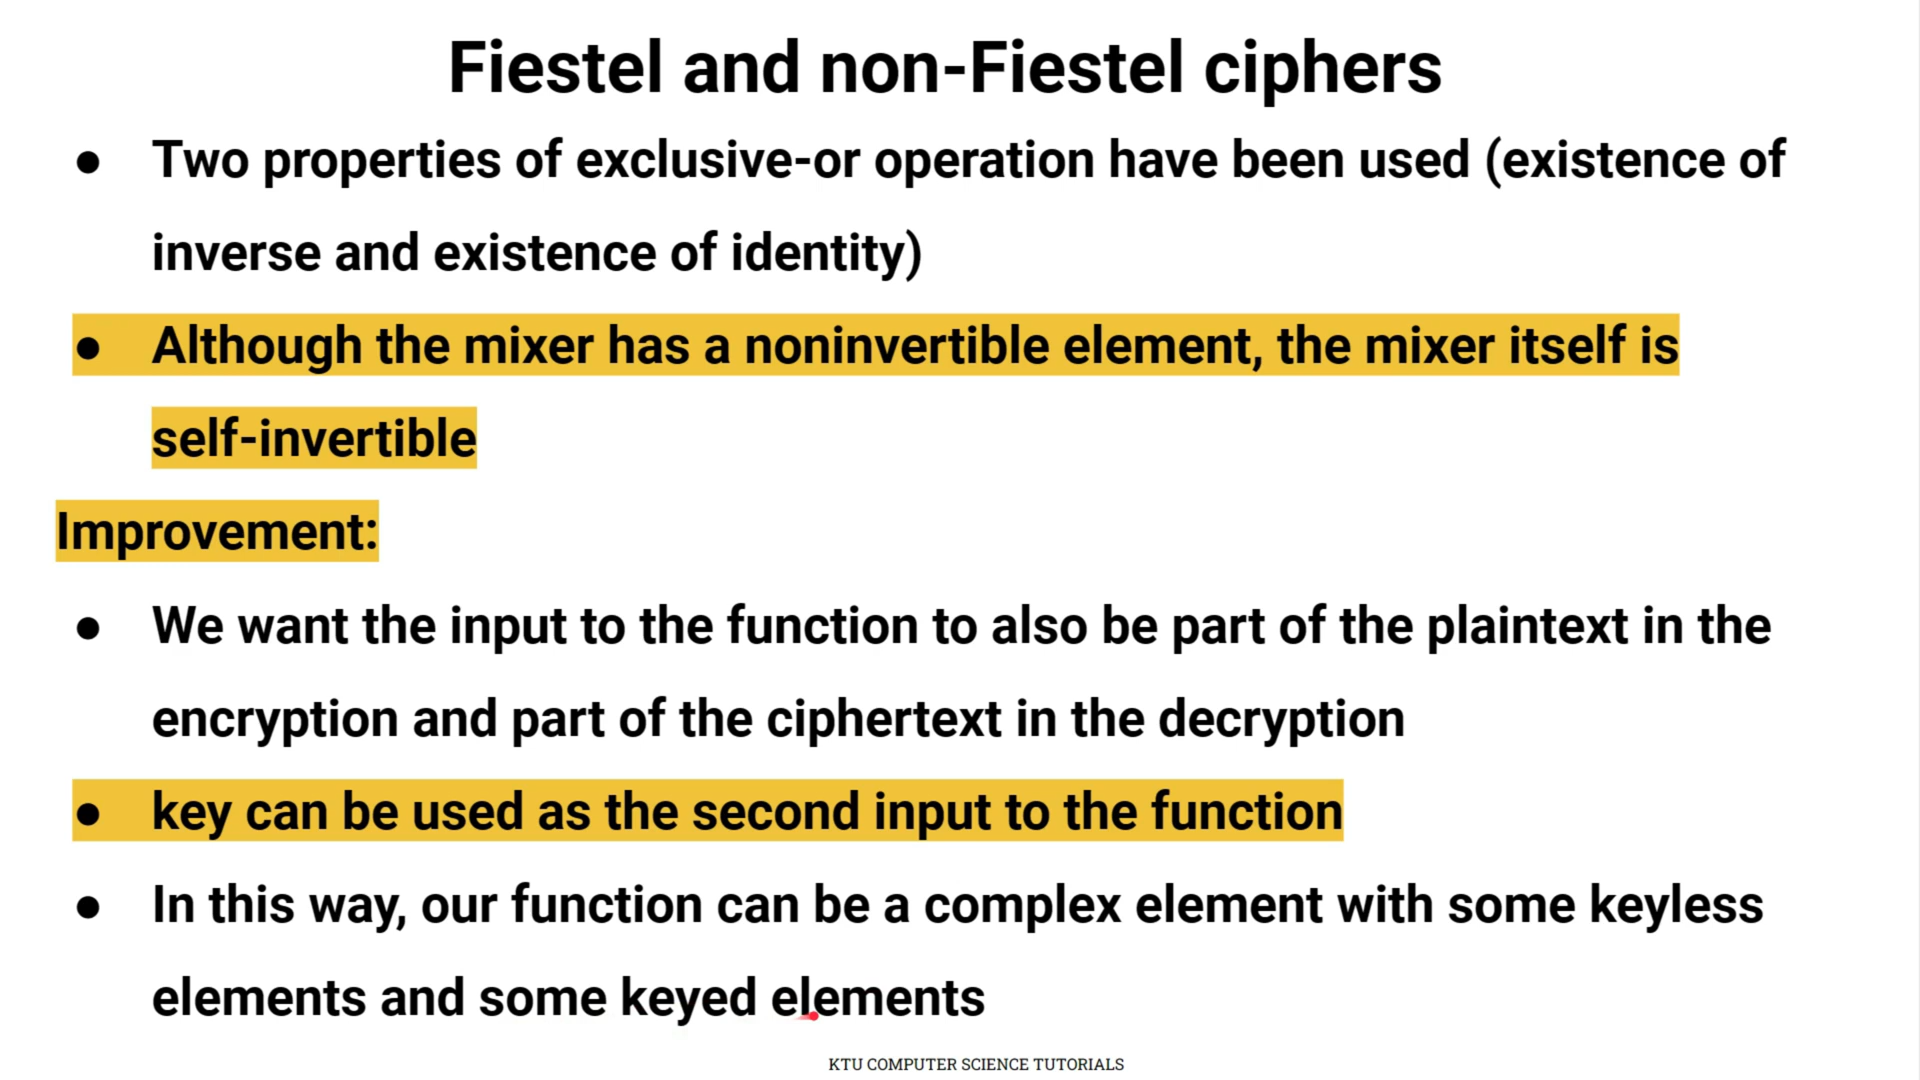 Fiestel and non-Fiestel ciphers
● Two properties of exclusive-or operation have been used (existence of
inverse and existence of identity)
● Although the mixer has a noninvertible element, the mixer itself is
self-invertible
Improvement:
● We want the input to the function to also be part of the plaintext in the
encryption and part of the ciphertext in the decryption
● key can be used as the second input to the function
● In this way, our function can be a complex element with some keyless
elements and some keyed elements
KTU COMPUTER SCIENCE TUTORIALS